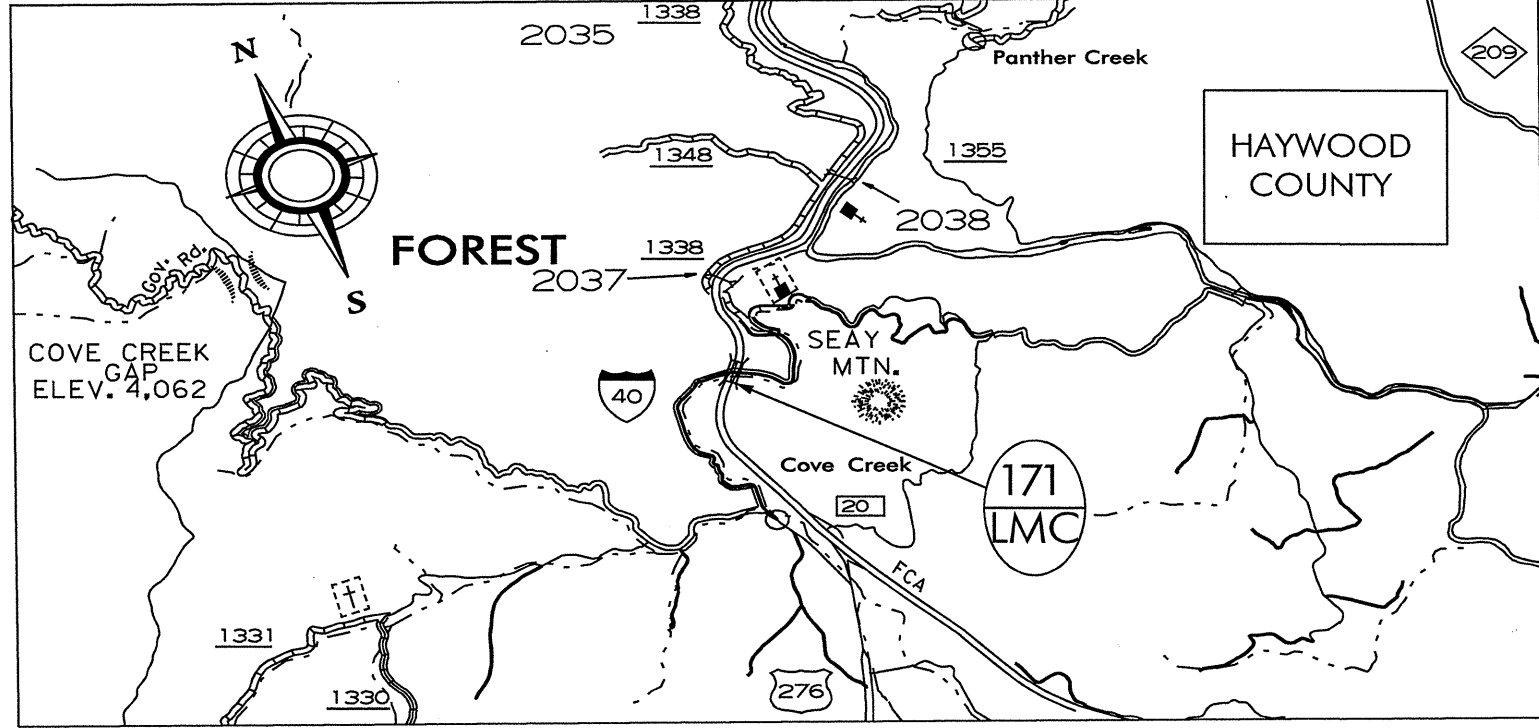 1338
2035
209
Panther Creek
N
HAYWOOD
COUNTY
1348
1355
2038
FOREST
1338
2037
Gov. Rd.
S
COVE CREEK
GAP
ELEV. 4,062
SEAY
MTN.
40
Cove Creek
20
171
LMC
FCA
1331
1330
276